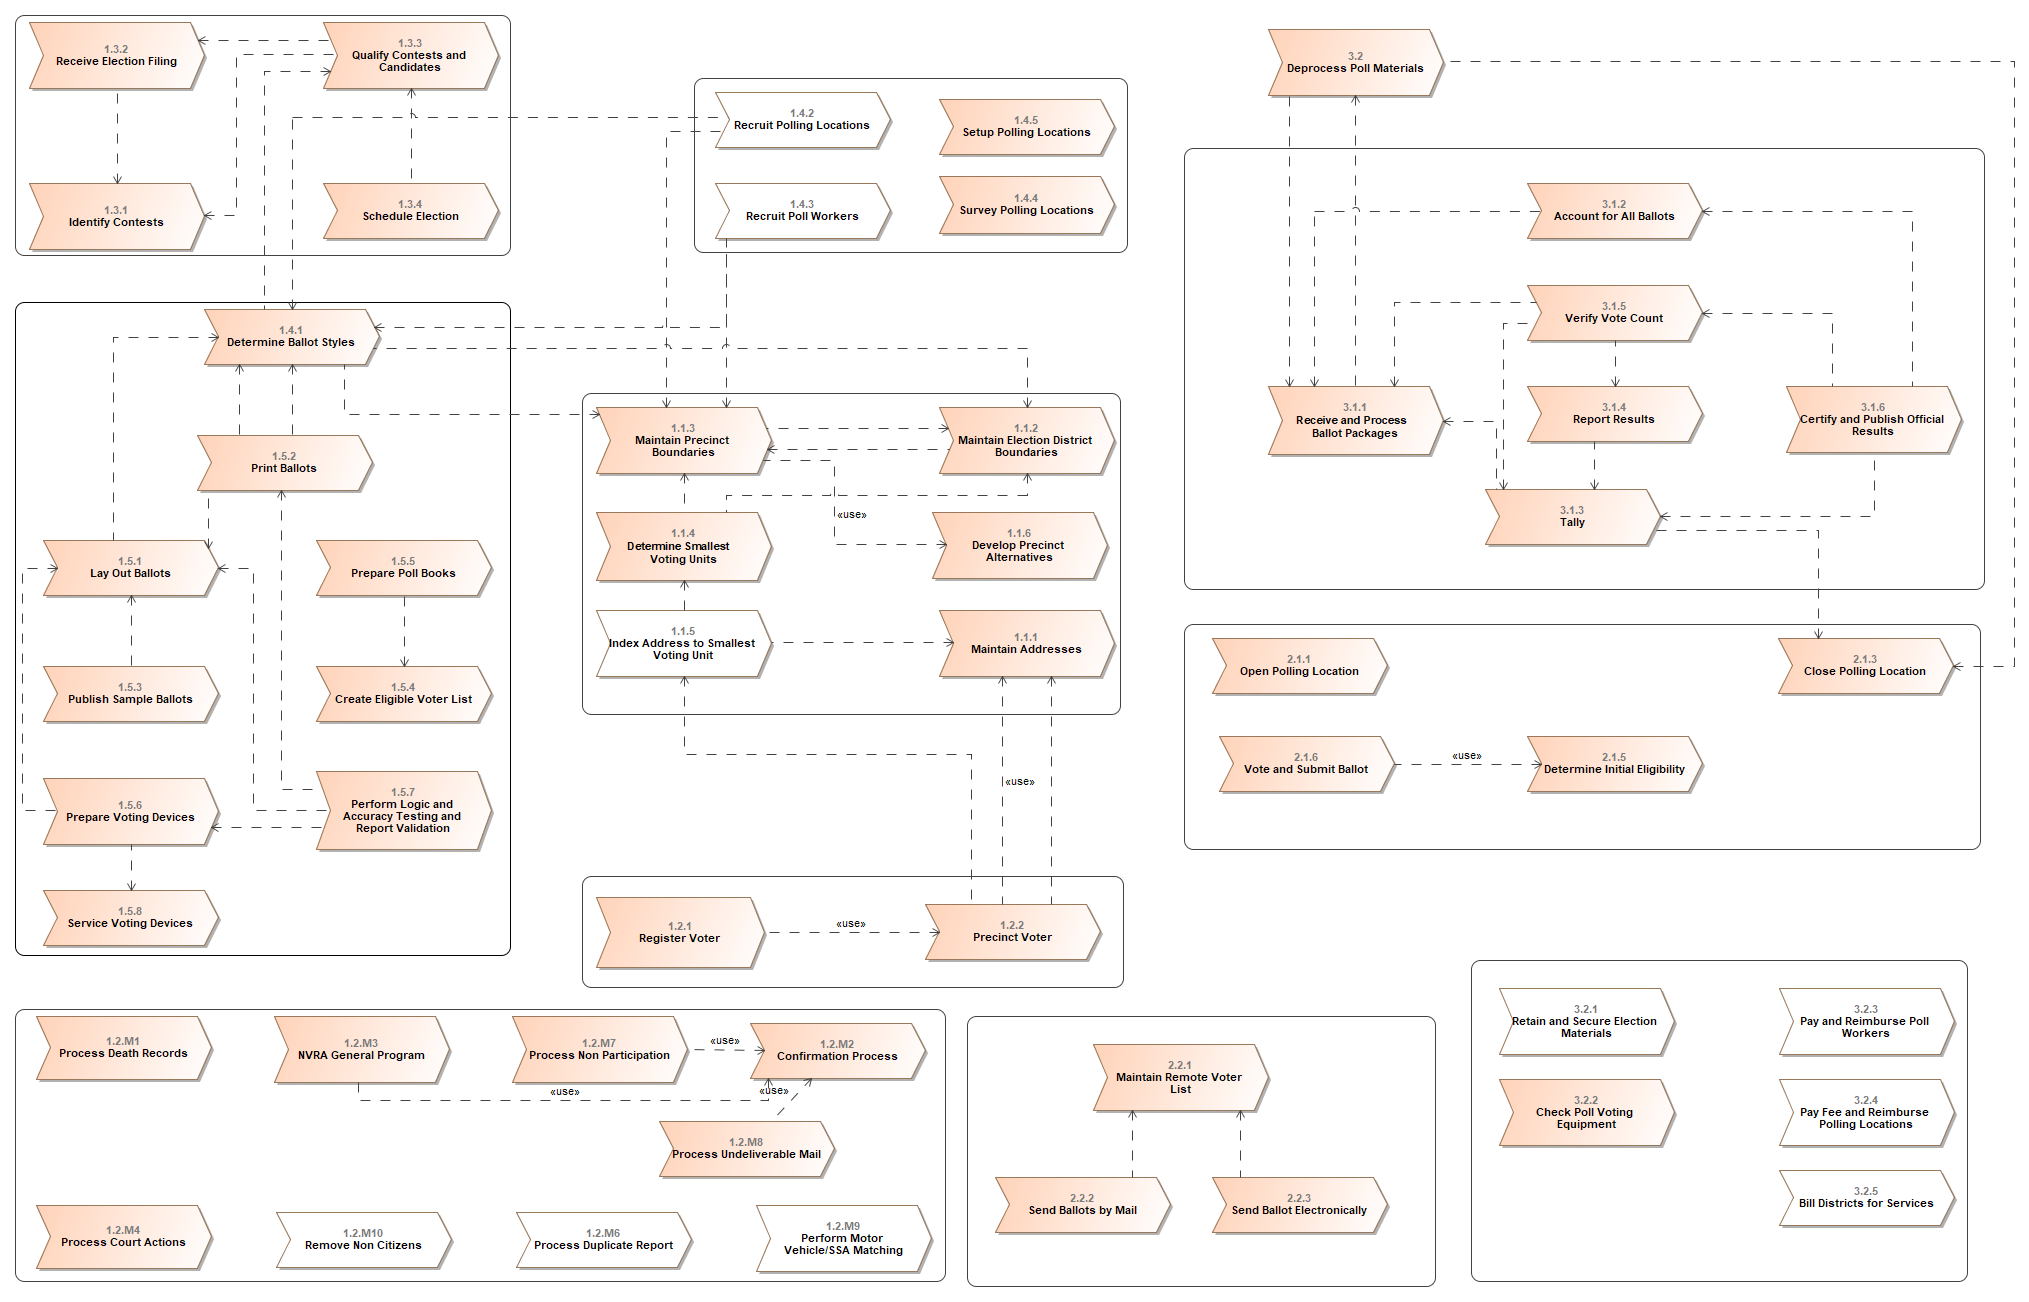 1.3.2
Receive Election Filing
1.3.3
Qualify Contests and
Candidates
1.3.1
Identify Contests
1.3.4
Schedule Election
1.4.2
Recruit Polling Locations
1.4.5
Setup Polling Locations
1.4.3
Recruit Poll Workers
1.4.4
Survey Polling Locations
3.2
Deprocess Poll Materials
3.1.2
Account for All Ballots
3.1.5
Verify Vote Count
3.1.1
Receive and Process
Ballot Packages
3.1.4
Report Results
3.1.6
Certify and Publish Official
Results
3.1.3
Tally
1.4.1
Determine Ballot Styles
1.5.2
Print Ballots
1.5.1
Lay Out Ballots
1.5.5
Prepare Poll Books
1.5.3
Publish Sample Ballots
1.5.4
Create Eligible Voter List
1.5.6
Prepare Voting Devices
1.5.7
Perform Logic and
Accuracy Testing and
Report Validation
1.5.8
Service Voting Devices
1.1.3
Maintain Precinct
Boundaries
1.1.2
Maintain Election District
Boundaries
«use»
1.1.4
Determine Smallest
Voting Units
1.1.6
Develop Precinct
Alternatives
1.1.5
Index Address to Smallest
Voting Unit
1.1.1
Maintain Addresses
«use»
2.1.1
Open Polling Location
2.1.3
Close Polling Location
2.1.6
Vote and Submit Ballot
«use»
2.1.5
Determine Initial Eligibility
1.2.1
Register Voter
«use»
1.2.2
Precinct Voter
1.2.M1
Process Death Records
1.2.M3
NVRA General Program
1.2.M7
Process Non Participation
«use»
1.2.M2
Confirmation Process
«use»
«use»
1.2.M8
Process Undeliverable Mail
1.2.M4
Process Court Actions
1.2.M10
Remove Non Citizens
1.2.M6
Process Duplicate Report
1.2.M9
Perform Motor
Vehicle/SSA Matching
2.2.1
Maintain Remote Voter
List
2.2.2
Send Ballots by Mail
2.2.3
Send Ballot Electronically
3.2.1
Retain and Secure Election
Materials
3.2.3
Pay and Reimburse Poll
Workers
3.2.2
Check Poll Voting
Equipment
3.2.4
Pay Fee and Reimburse
Polling Locations
3.2.5
Bill Districts for Services